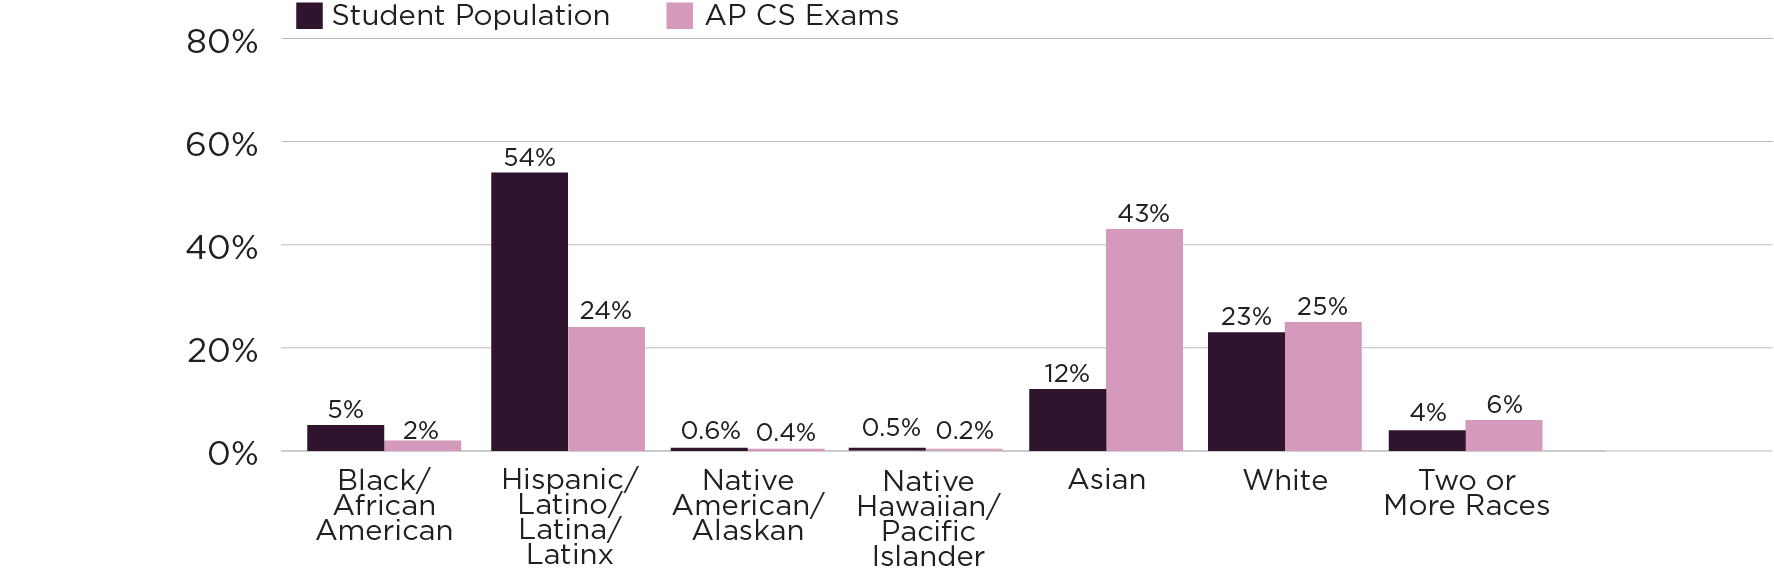 Student Population
AP CS Exams
80%
60%
40%
20%
0%
5%
2%
54%
24%
0.6%
0.4%
0.5%
0.2%
12%
43%
23%
25%
4%
6%
Black/
African
American
Hispanic/
Latino/
Latina/
Latinx
Native
American/
Alaskan
Native
Hawaiian/
Pacific
Islander
Asian
White
Two or
More Races